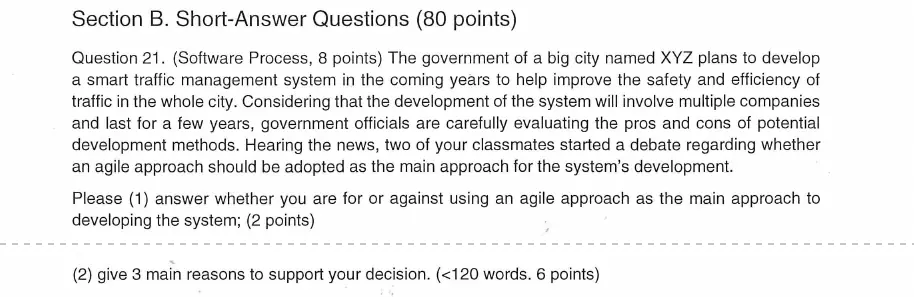 Section B. Short-Answer Questions (80 points)
Question 21. (Software Process, 8 points) The government of a big city named XYZ plans to develop
a smart traffic management system in the coming years to help improve the safety and efficiency of
traffic in the whole city. Considering that the development of the system will involve multiple companies
and last for a few years, government officials are carefully evaluating the pros and cons of potential
development methods. Hearing the news, two of your classmates started a debate regarding whether
an agile approach should be adopted as the main approach for the system's development.
Please (1) answer whether you are for or against using an agile approach as the main approach to
developing the system; (2 points)
(2) give 3 main reasons to support your decision. (<120 words. 6 points)